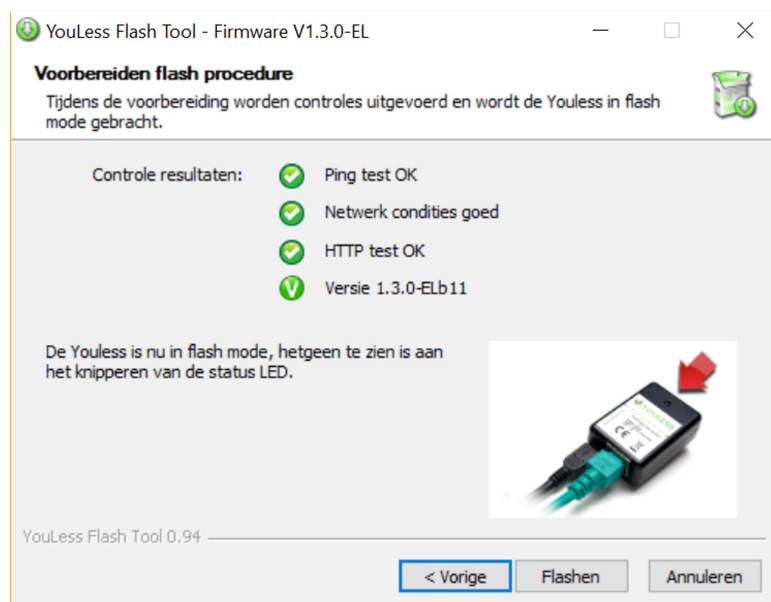 YouLess Flash Tool - Firmware V1.3.0-EL
Voorbereiden flash procedure
Tijdens de voorbereiding worden controles uitgevoerd en wordt de Youless in flash
mode gebracht.
Controle resultaten:
Ping test OK
Netwerk condities goed
HTTP test OK
V Versie 1.3.0-ELb11
De Youless is nu in flash mode, hetgeen te zien is aan
het knipperen van de status LED.
YOULESS
CE
YouLess Flash Tool 0.94
< Vorige
Flashen
Annuleren